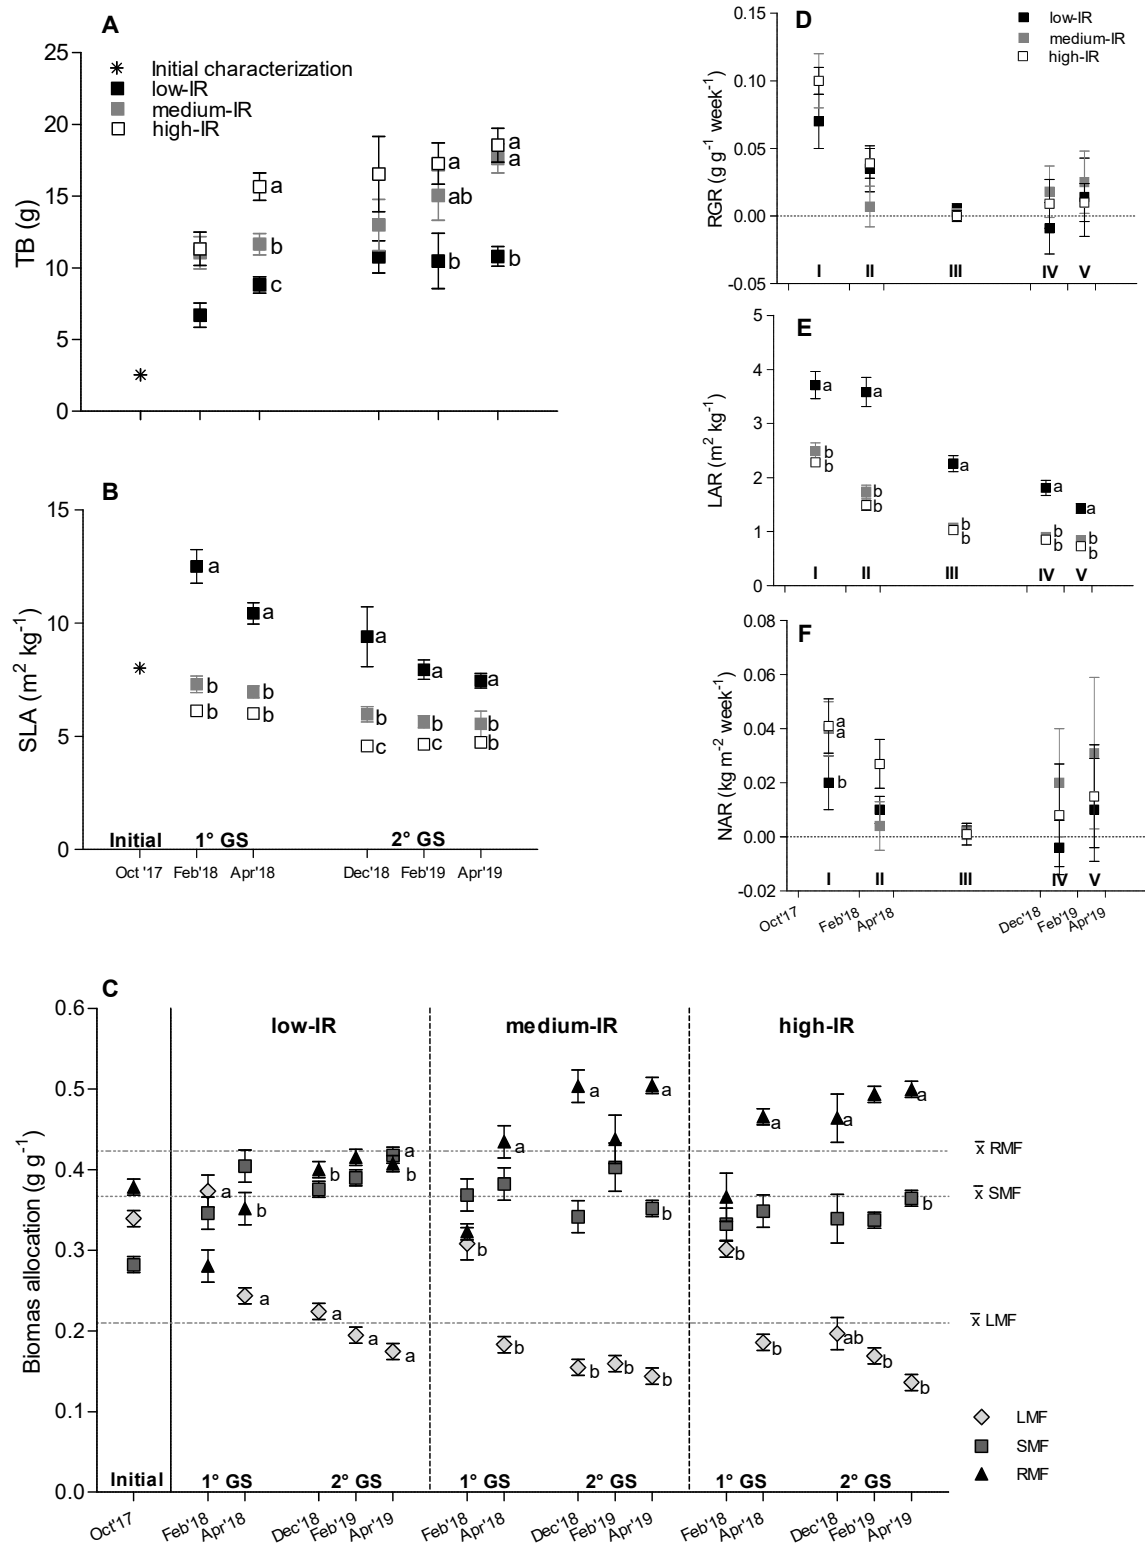 A
25
20
15
10
5
0
TB (g)
Initial characterization
low-IR
medium-IR
high-IR
a
b
c
a
ab
b
a
a
b
B
15
10
5
0
SLA (m² kg⁻¹)
a
b
b
a
b
b
a
b
c
a
b
c
a
b
b
Initial
1° GS
2° GS
Oct '17
Feb'18
Apr'18
Dec'18
Feb'19
Apr'19
D
low-IR
medium-IR
high-IR
0.15
0.10
0.05
0.00
-0.05
RGR (g g⁻¹ week⁻¹)
I
II
III
IV
V
E
5
4
3
2
1
0
LAR (m² kg⁻¹)
a
b
b
a
b
b
a
b
b
a
b
b
a
b
b
I
II
III
IV
V
F
0.08
0.06
0.04
0.02
0.00
-0.02
NAR (kg m⁻² week⁻¹)
a
a
b
I
II
III
IV
V
Oct'17
Feb'18
Apr'18
Dec'18
Feb'19
Apr'19
C
0.6
0.5
0.4
0.3
0.2
0.1
0.0
Biomas allocation (g g⁻¹)
low-IR
medium-IR
high-IR
a
b
a
b
a
a
a
b
a
b
a
b
a
b
b
a
b
b
b
a
b
a
ab
b
a
b
b
x̄ RMF
x̄ SMF
x̄ LMF
LMF
SMF
RMF
Initial
1° GS
2° GS
1° GS
2° GS
1° GS
2° GS
Oct'17
Feb'18
Apr'18
Dec'18
Feb'19
Apr'19
Feb'18
Apr'18
Dec'18
Feb'19
Apr'19
Feb'18
Apr'18
Dec'18
Feb'19
Apr'19